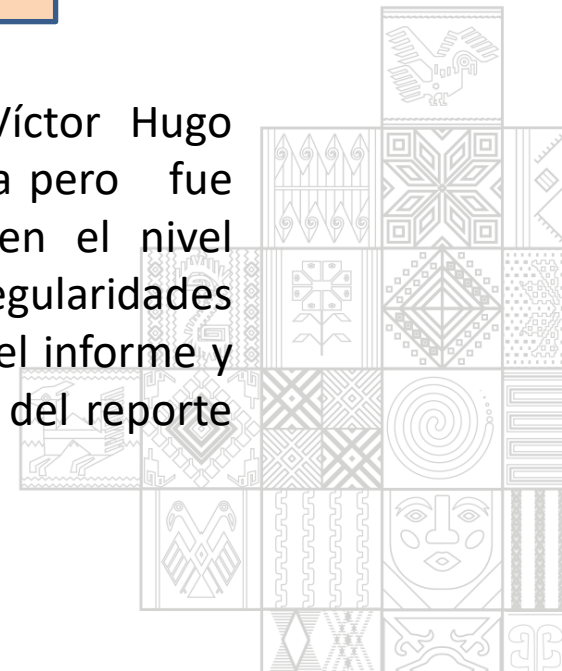 Víctor Hugo
a pero fue
en el nivel
egularidades
el informe y
del reporte